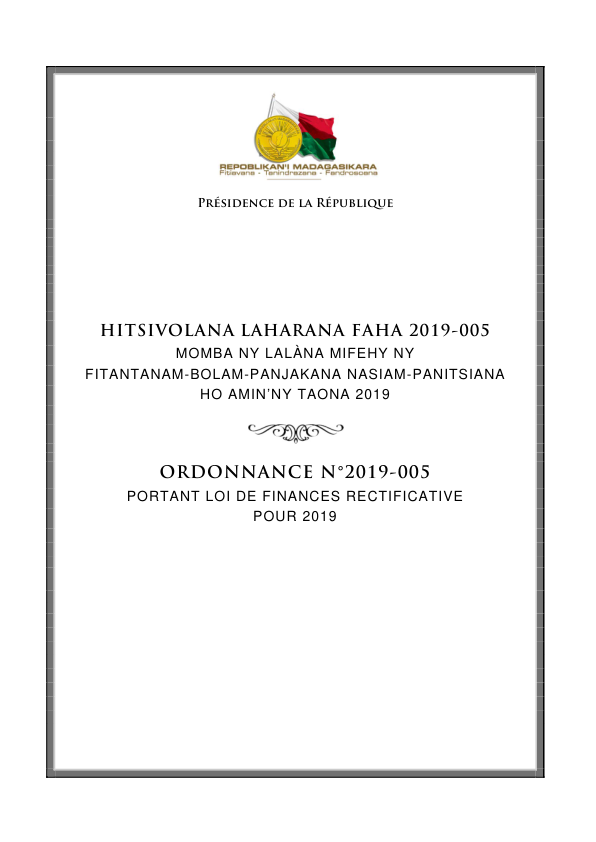 REPOBLIKAN'I MADAGASIKARA
Fitiavana - Tanindrazana - Fandrosoana
PRÉSIDENCE DE LA RÉPUBLIQUE
HITSIVOLANA LAHARANA FAHA 2019-005
MOMBA NY LALÀNA MIFEHY NY
FITANTANAM-BOLAM-PANJAKANA NASIAM-PANITSIANA
HO AMIN'NY TAONA 2019
ORDONNANCE N°2019-005
PORTANT LOI DE FINANCES RECTIFICATIVE
POUR 2019